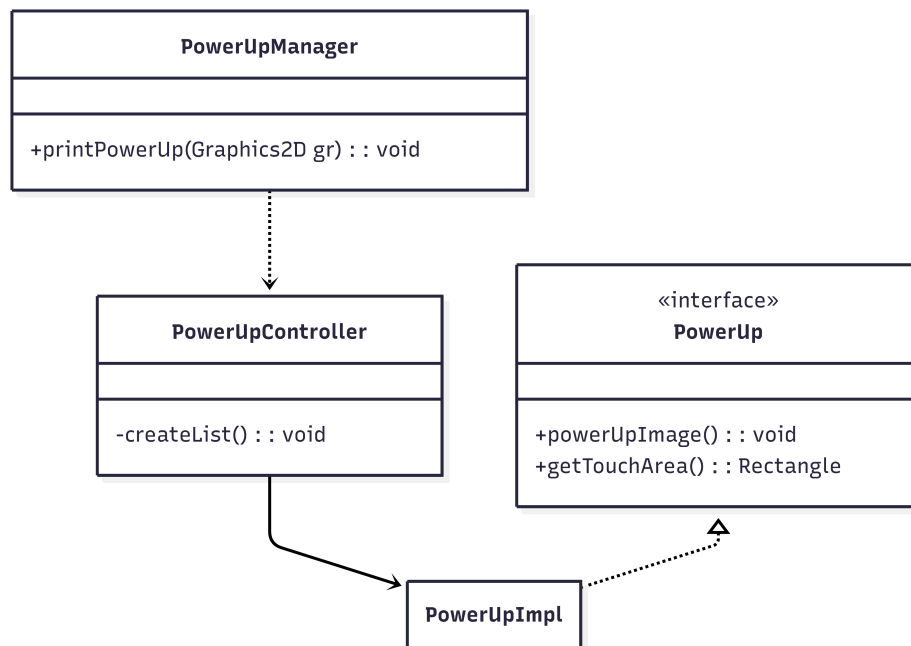 PowerUpManager
+printPowerUp(Graphics2D gr) : : void
PowerUpController
-createList() : : void
«interface»
PowerUp
+powerUpImage() : : void
+getTouchArea() : : Rectangle
PowerUpImpl